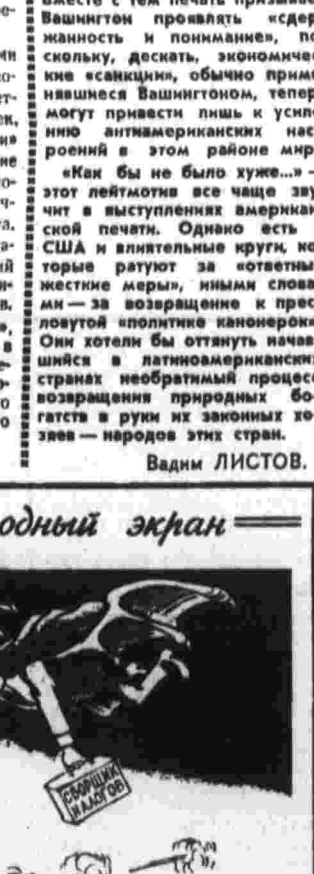 Вместе с тем печать призывае
Вашингтон проявлять «сдер
жанность и понимание», по
скольку, дескать, экономичес
кие «санкции», обычно приме
нявшиеся Вашингтоном, тепер
могут привести лишь к усиле
нию антиамериканских наст
роений в этом районе мира
«Как бы не было хуже...» —
этот лейтмотив все чаще зву
чит в выступлениях американ
ской печати. Однако есть
США и влиятельные круги, ко
торые ратуют за «ответны
жесткие меры», иными слова
ми — за возвращение к прес
ловутой «политике канонерок»
Они хотели бы оттянуть начав
шийся в латиноамериканских
странах необратимый процесс
возвращения природных бо-
гатств в руки их законных хо-
зяев — народов этих стран.
Вадим ЛИСТОВ.
одный экран
СБОРЩИК
НАЛОГОВ